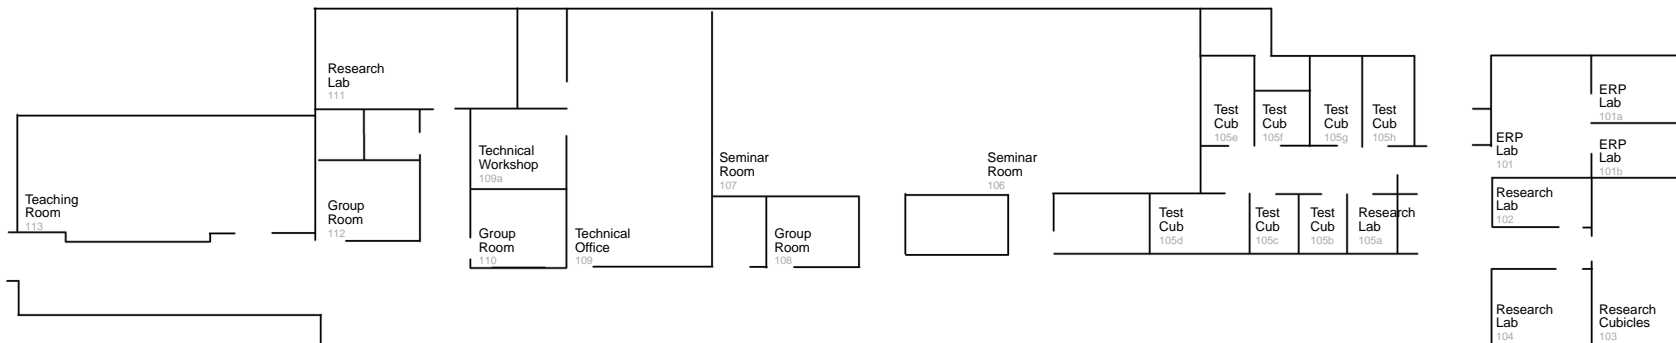 Research
Lab
111
Teaching
Room
113
Group
Room
112
Technical
Workshop
109a
Group
Room
110
Technical
Office
109
Seminar
Room
107
Group
Room
108
Seminar
Room
106
Test
Cub
105e
Test
Cub
105f
Test
Cub
105g
Test
Cub
105h
Test
Cub
105d
Test
Cub
105c
Test
Cub
105b
Research
Lab
105a
ERP
Lab
101
ERP
Lab
101a
ERP
Lab
101b
Research
Lab
102
Research
Lab
104
Research
Cubicles
103